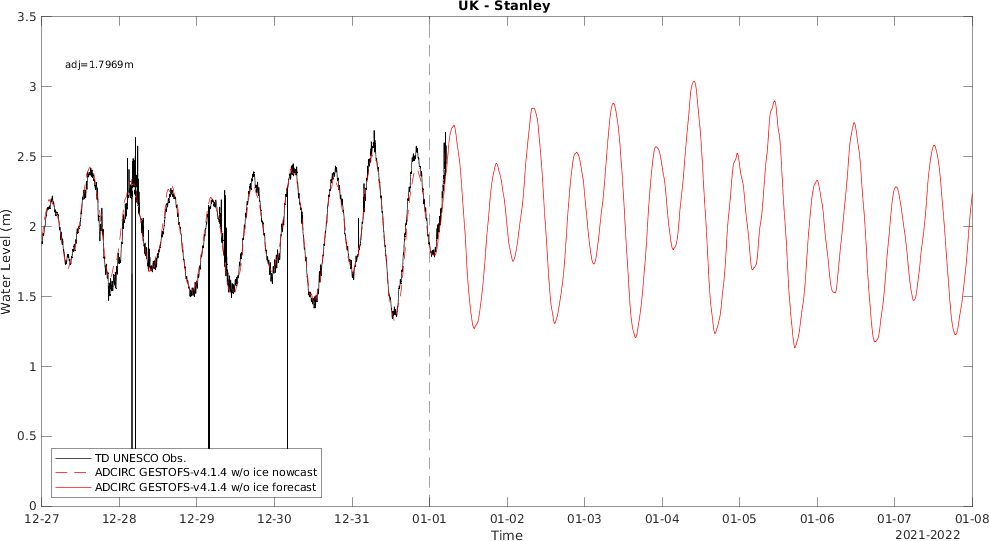 UK - Stanley
3.5
adj=1.7969m
3
2.5
2
1.5
1
0.5
0
Water Level (m)
TD UNESCO Obs.
ADCIRC GESTOFS-v4.1.4 w/o ice nowcast
ADCIRC GESTOFS-v4.1.4 w/o ice forecast
12-27 12-28 12-29 12-30 12-31 01-01 01-02 01-03 01-04 01-05 01-06 01-07 01-08
Time
2021-2022